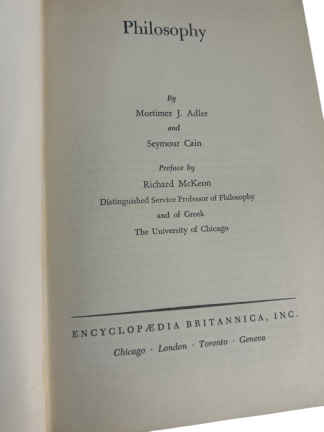 Philosophy
By
Mortimer J. Adler
and
Seymour Cain
Preface by
Richard McKeon
Distinguished Service Professor of Philosophy
and of Greek
The University of Chicago
ENCYCLOPÆDIA BRITANNICA, INC.
Chicago · London · Toronto · Geneva